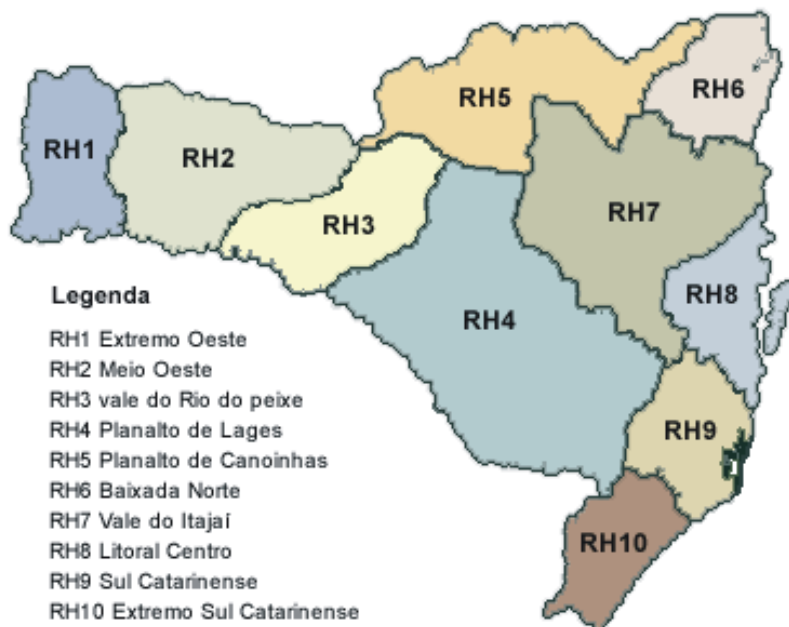 RH5
RH6
RH1
RH2
RH7
RH3
RH8
RH4
RH9
RH10
Legenda
RH1 Extremo Oeste
RH2 Meio Oeste
RH3 vale do Rio do peixe
RH4 Planalto de Lages
RH5 Planalto de Canoinhas
RH6 Baixada Norte
RH7 Vale do Itajaí
RH8 Litoral Centro
RH9 Sul Catarinense
RH10 Extremo Sul Catarinense